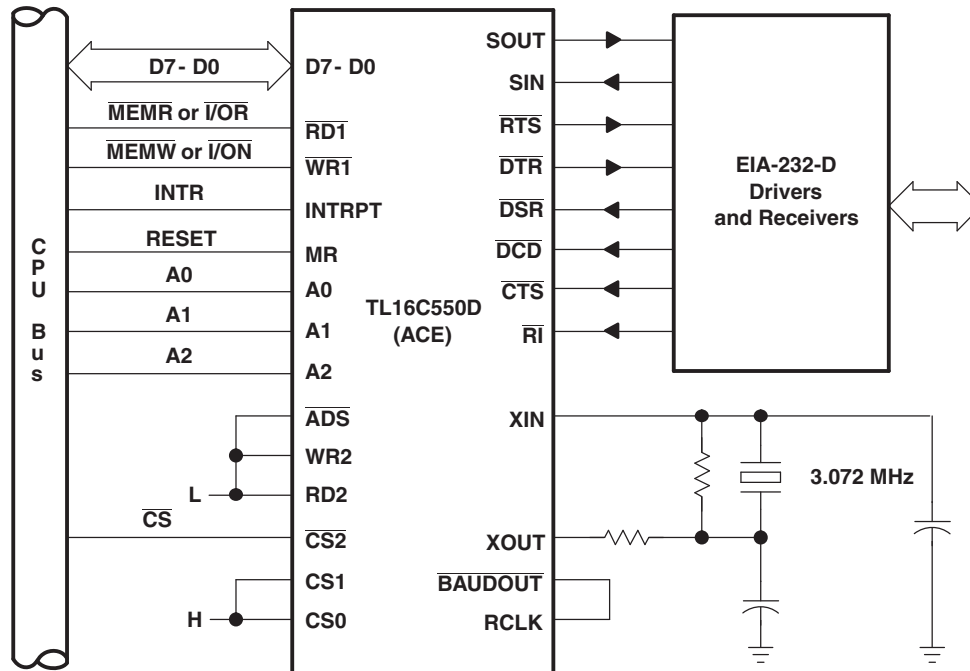 CPU Bus
D7- D0
MEMR or I/OR
MEMW or I/ON
INTR
RESET
A0
A1
A2
L
CS
H
D7- D0
RD1
WR1
INTRPT
MR
A0
A1
A2
ADS
WR2
RD2
CS2
CS1
CS0
TL16C550D
(ACE)
SOUT
SIN
RTS
DTR
DSR
DCD
CTS
RI
XIN
XOUT
BAUDOUT
RCLK
EIA-232-D
Drivers
and Receivers
3.072 MHz